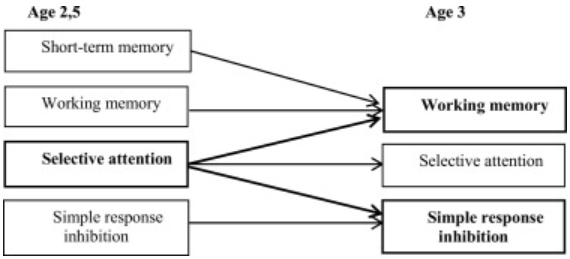 Age 2,5
Age 3
Short-term memory
Working memory
Working memory
Selective attention
Selective attention
Simple response
inhibition
Simple response
inhibition